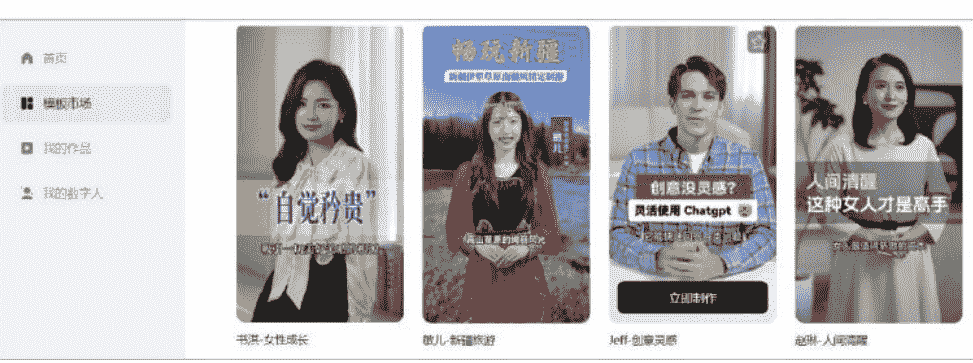 首页
模板市场
我的作品
我的数字人
“自觉矜贵”
书淇-女性成长
畅玩新疆
敏儿-新疆旅游
创意没灵感?
灵活使用 Chatgpt
立即制作
Jeff-创意灵感
人间清醒
这种女人才是高手
赵琳-人间清醒